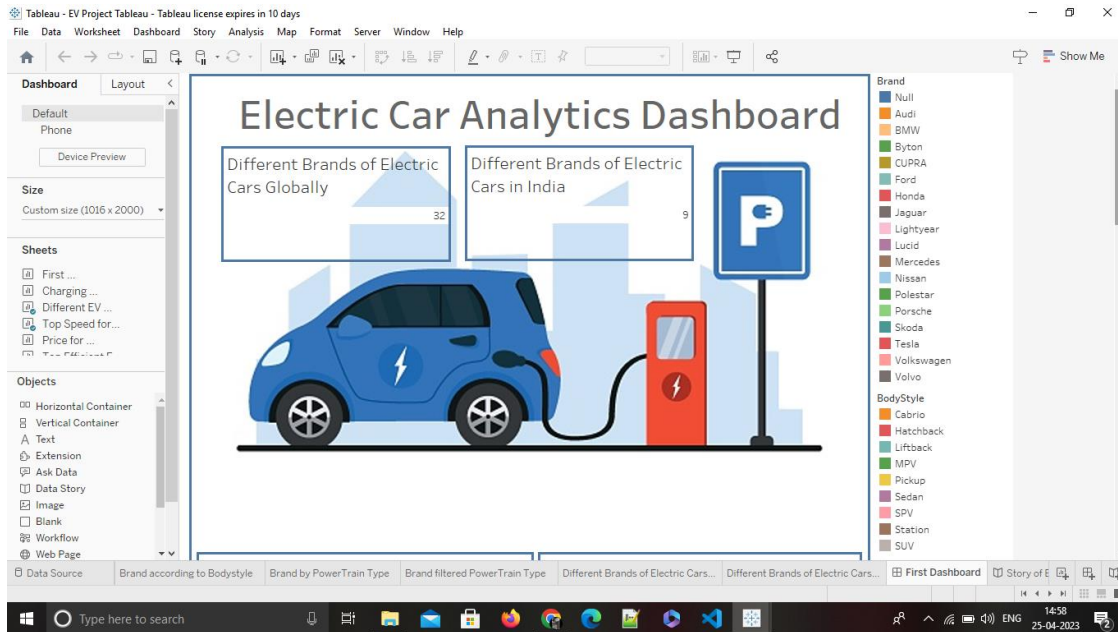 Tableau - EV Project Tableau - Tableau license expires in 10 days
File Data Worksheet Dashboard Story Analysis Map Format Server Window Help
Show Me
Dashboard Layout
Default
Phone
Device Preview
Size
Custom size (1016 x 2000)
Sheets
First ...
Charging ...
Different EV ...
Top Speed for...
Price for ...
Objects
Horizontal Container
Vertical Container
A Text
Extension
Ask Data
Data Story
Image
Blank
Workflow
Web Page
Electric Car Analytics Dashboard
Different Brands of Electric
Cars Globally
32
Different Brands of Electric
Cars in India
9
P
Brand
Null
Audi
BMW
Byton
CUPRA
Ford
Honda
Jaguar
Lightyear
Lucid
Mercedes
Nissan
Polestar
Porsche
Skoda
Tesla
Volkswagen
Volvo
BodyStyle
Cabrio
Hatchback
Liftback
MPV
Pickup
Sedan
SPV
Station
SUV
Data Source Brand according to Bodystyle Brand by PowerTrain Type Brand filtered PowerTrain Type Different Brands of Electric Cars... Different Brands of Electric Cars... First Dashboard Story of E
Type here to search
ENG
14:58
25-04-2023
2